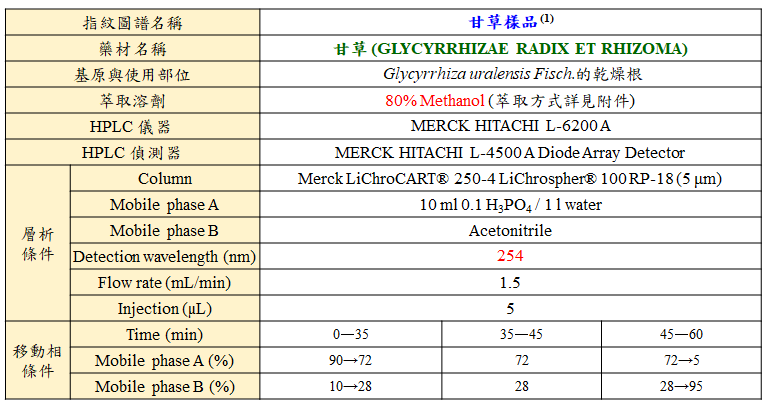 指紋圖譜名稱 甘草樣品(1)
藥材名稱 甘草 (GLYCYRRHIZAE RADIX ET RHIZOMA)
基原與使用部位 Glycyrrhiza uralensis Fisch.的乾燥根
萃取溶劑 80% Methanol (萃取方式詳見附件)
HPLC 儀器 MERCK HITACHI L-6200A
HPLC 偵測器 MERCK HITACHI L-4500A Diode Array Detector
層析條件 Column Merck LiChroCART® 250-4 LiChrospher® 100 RP-18 (5 μm)
Mobile phase A 10 ml 0.1 H3PO4 / 1 l water
Mobile phase B Acetonitrile
Detection wavelength (nm) 254
Flow rate (mL/min) 1.5
Injection (μL) 5
移動相條件 Time (min) 0—35 35—45 45—60
Mobile phase A (%) 90→72 72 72→5
Mobile phase B (%) 10→28 28 28→95